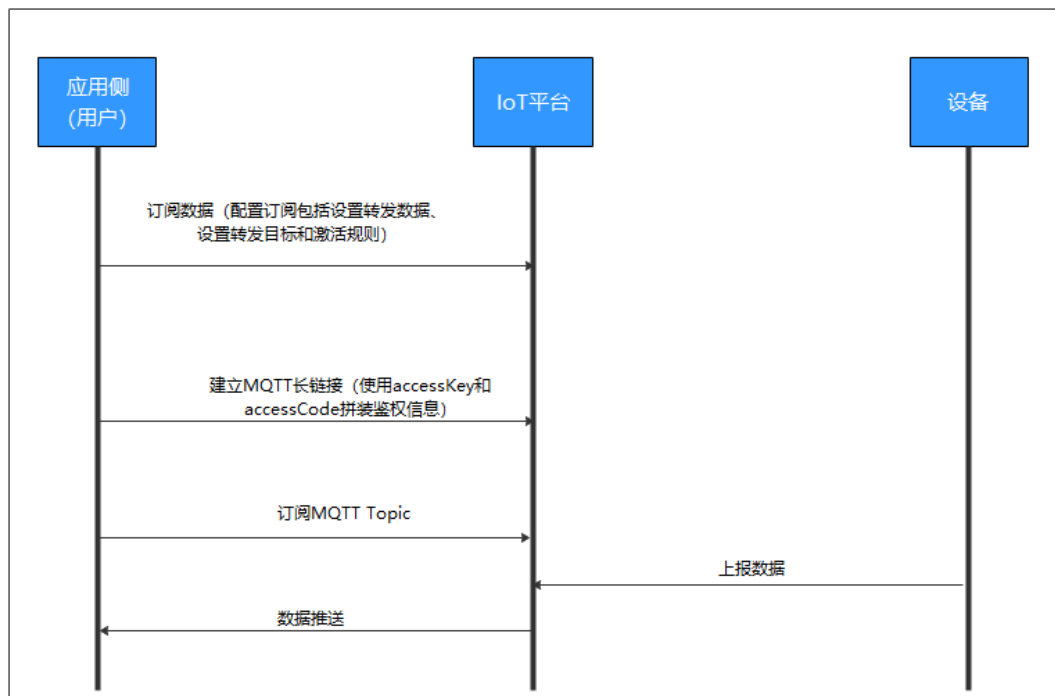 应用侧
(用户)
IoT平台
设备
订阅数据（配置订阅包括设置转发数据、
设置转发目标和激活规则）
建立MQTT长链接（使用accessKey和
accessCode拼装鉴权信息）
订阅MQTT Topic
上报数据
数据推送